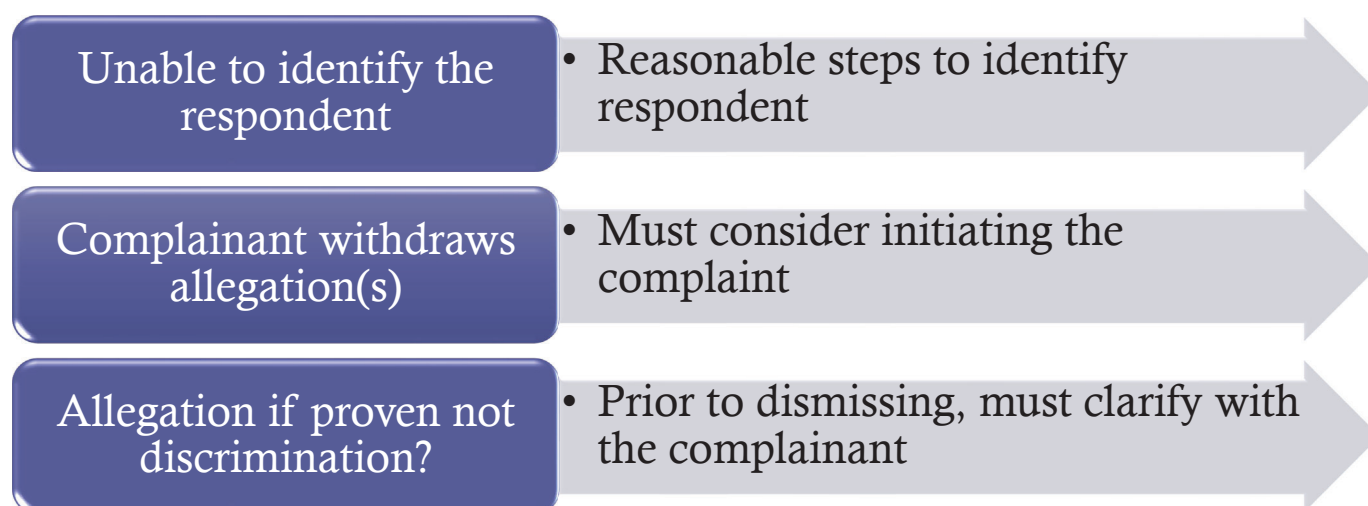 Unable to identify the
respondent
• Reasonable steps to identify
respondent
Complainant withdraws
allegation(s)
• Must consider initiating the
complaint
Allegation if proven not
discrimination?
• Prior to dismissing, must clarify with
the complainant